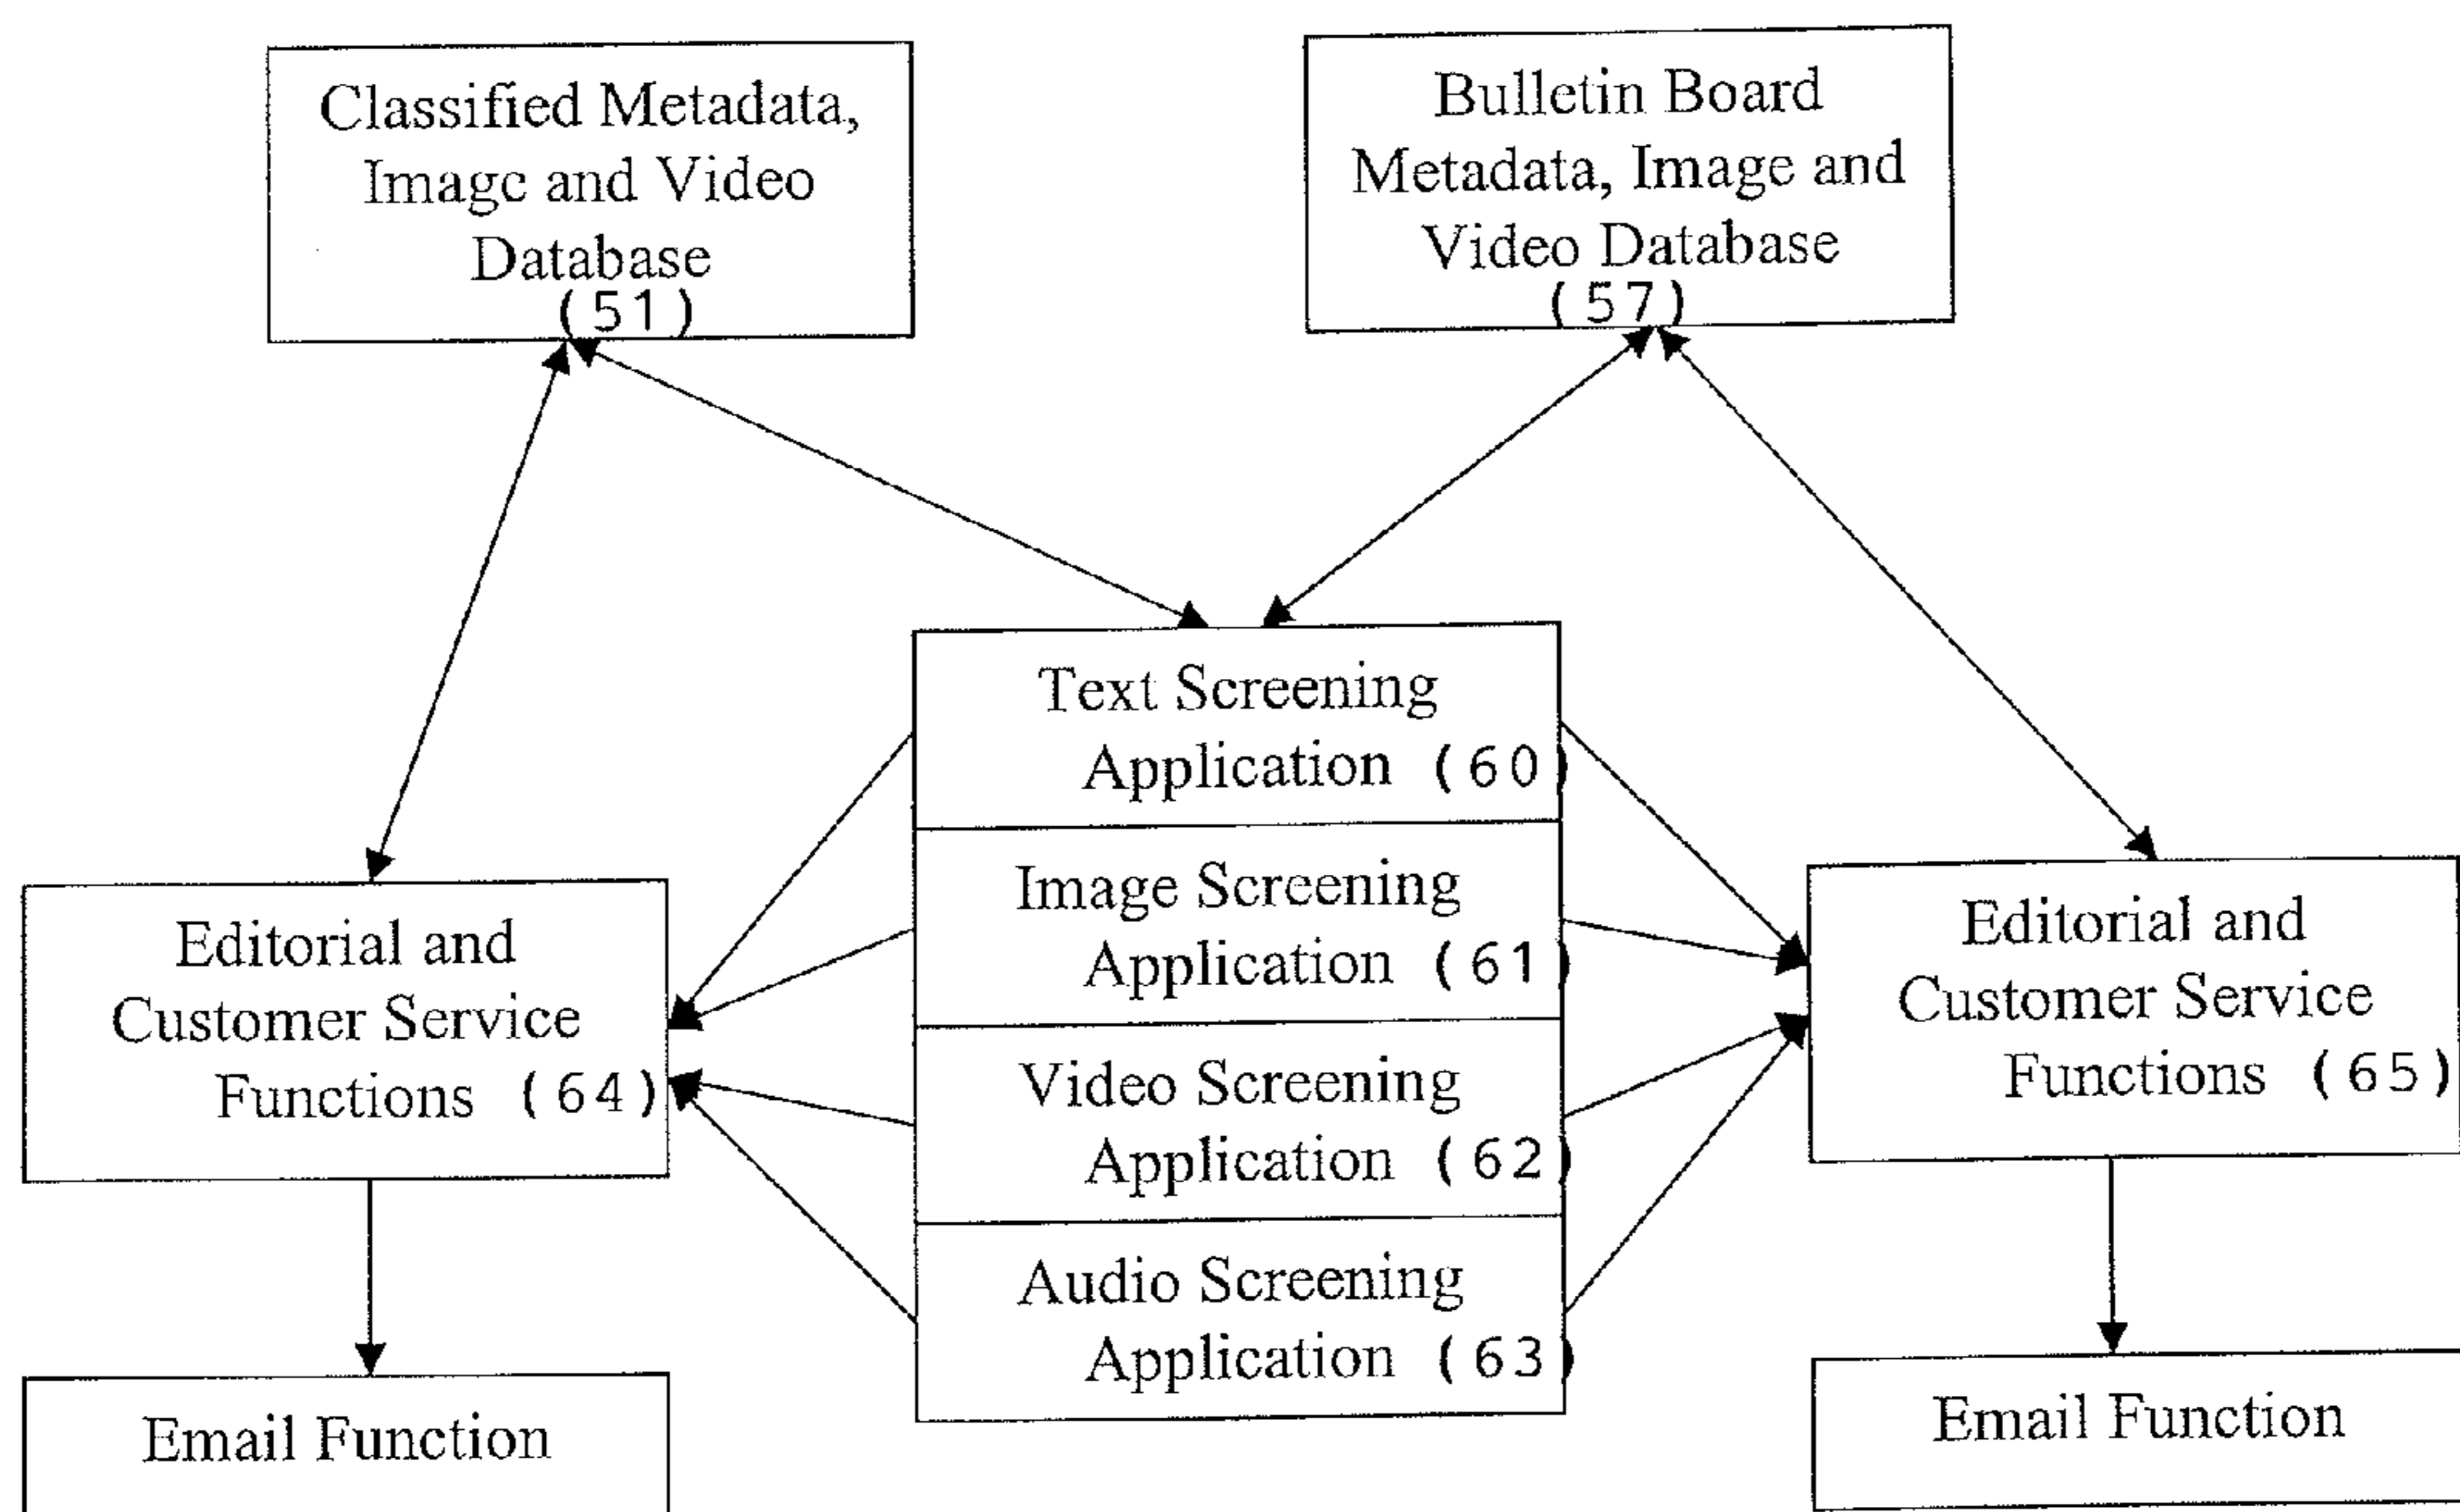 Classified Metadata,
Image and Video
Database
(51)
Bulletin Board
Metadata, Image and
Video Database
(57)
Text Screening
Application (60)
Image Screening
Application (61)
Video Screening
Application (62)
Audio Screening
Application (63)
Editorial and
Customer Service
Functions (64)
Editorial and
Customer Service
Functions (65)
Email Function
Email Function